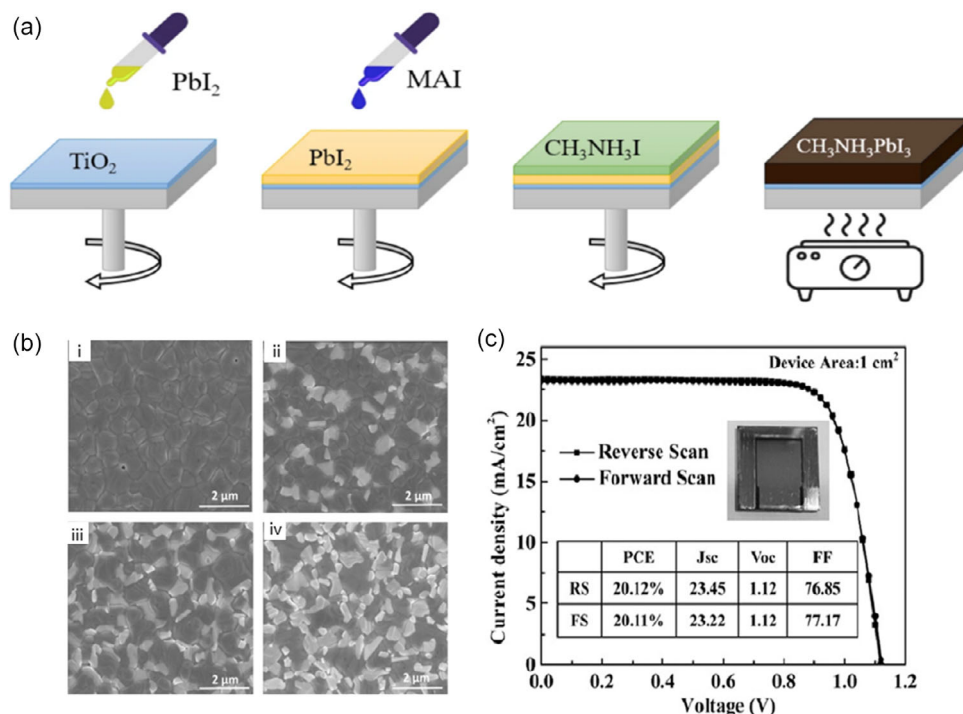 (a)
PbI₂
MAI
TiO₂
PbI₂
CH₃NH₃I
CH₃NH₃PbI₃
(b)
i
ii
2 µm
2 µm
iii
iv
2 µm
2 µm
(c)
25
20
15
10
5
0
Current density (mA/cm²)
Device Area:1 cm²
Reverse Scan
Forward Scan
PCE Jsc Voc FF
RS 20.12% 23.45 1.12 76.85
FS 20.11% 23.22 1.12 77.17
0.0 0.2 0.4 0.6 0.8 1.0 1.2
Voltage (V)